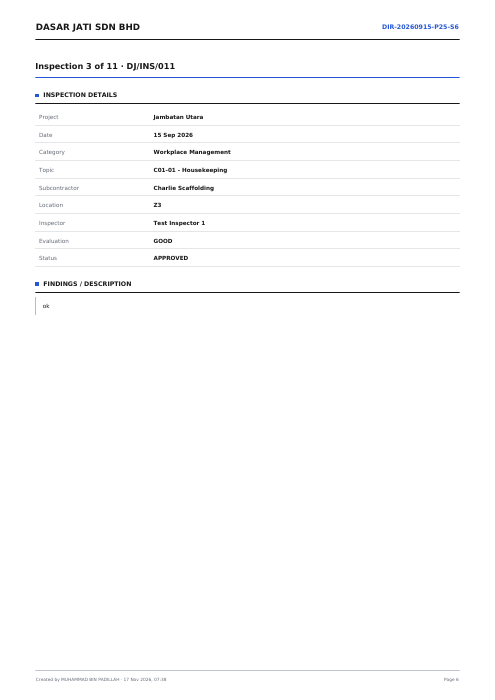 DASAR JATI SDN BHD
DIR-20260915-P25-S6
Inspection 3 of 11 · DJ/INS/011
INSPECTION DETAILS
Project Jambatan Utara
Date 15 Sep 2026
Category Workplace Management
Topic C01-01 - Housekeeping
Subcontractor Charlie Scaffolding
Location Z3
Inspector Test Inspector 1
Evaluation GOOD
Status APPROVED
FINDINGS / DESCRIPTION
ok
Created by MUHAMMAD BIN PADILLAH · 17 Nov 2026, 07:38
Page 6